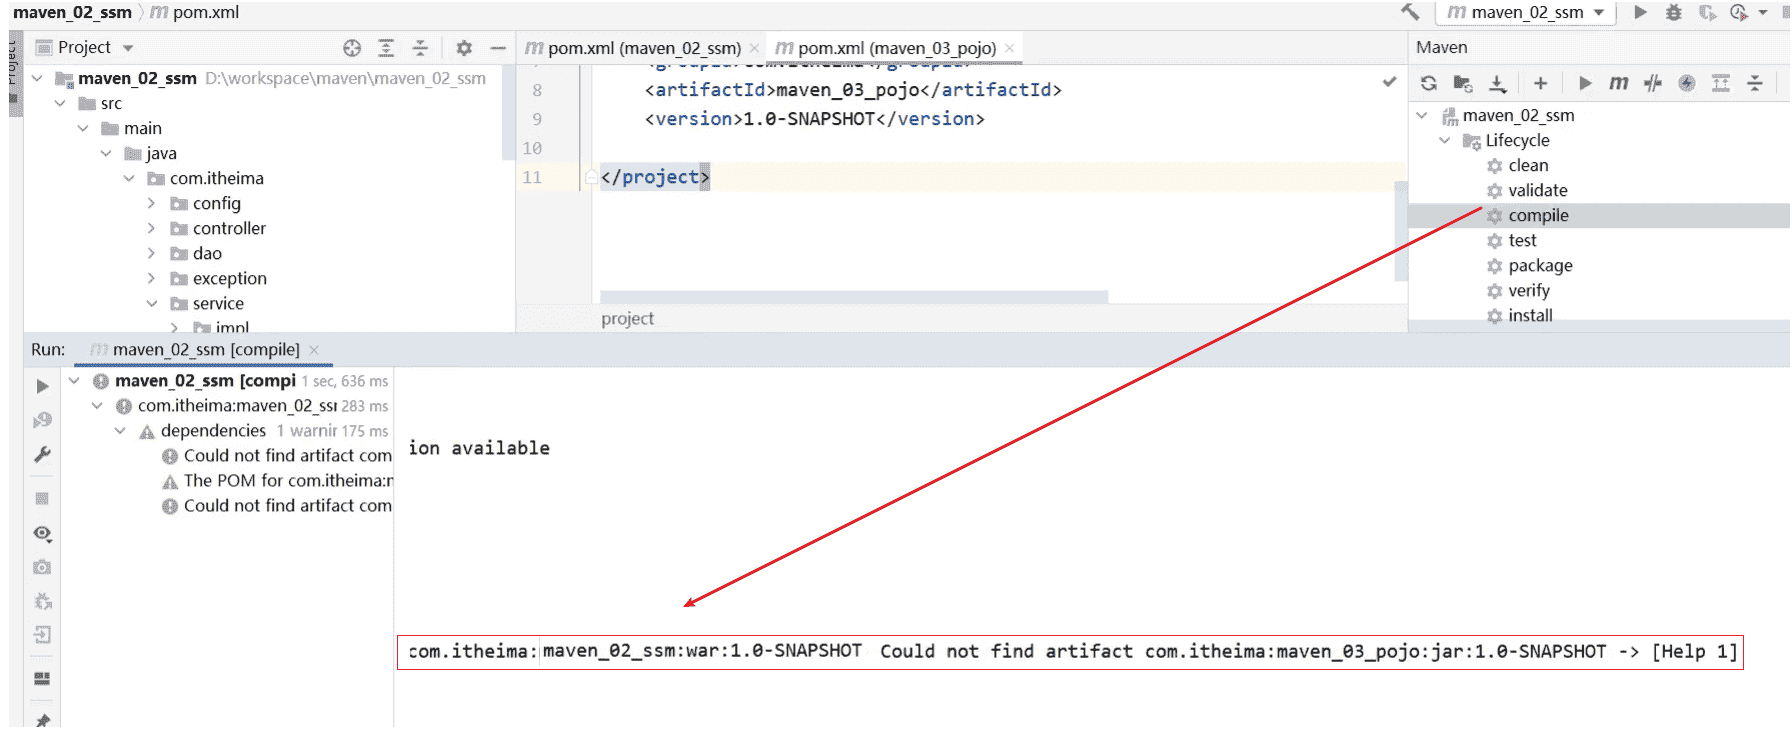 maven_02_ssm 〉 m pom.xml
m maven_02_ssm
Project
Project
m pom.xml (maven_02_ssm) ×
m pom.xml (maven_03_pojo) ×
Maven
maven_02_ssm D:\workspace\maven\maven_02_ssm
src
main
java
com.itheima
config
controller
dao
exception
service
impl
8 <artifactId>maven_03_pojo</artifactId>
9 <version>1.0-SNAPSHOT</version>
10
11 </project>
project
m
maven_02_ssm
Lifecycle
clean
validate
compile
test
package
verify
install
Run: m maven_02_ssm [compile] ×
maven_02_ssm [compi 1 sec, 636 ms
com.itheima:maven_02_ssr 283 ms
dependencies 1 warnir 175 ms
Could not find artifact com
The POM for com.itheima:r
Could not find artifact com
ion available
com.itheima: maven_02_ssm:war:1.0-SNAPSHOT Could not find artifact com.itheima:maven_03_pojo:jar:1.0-SNAPSHOT -> [Help 1]